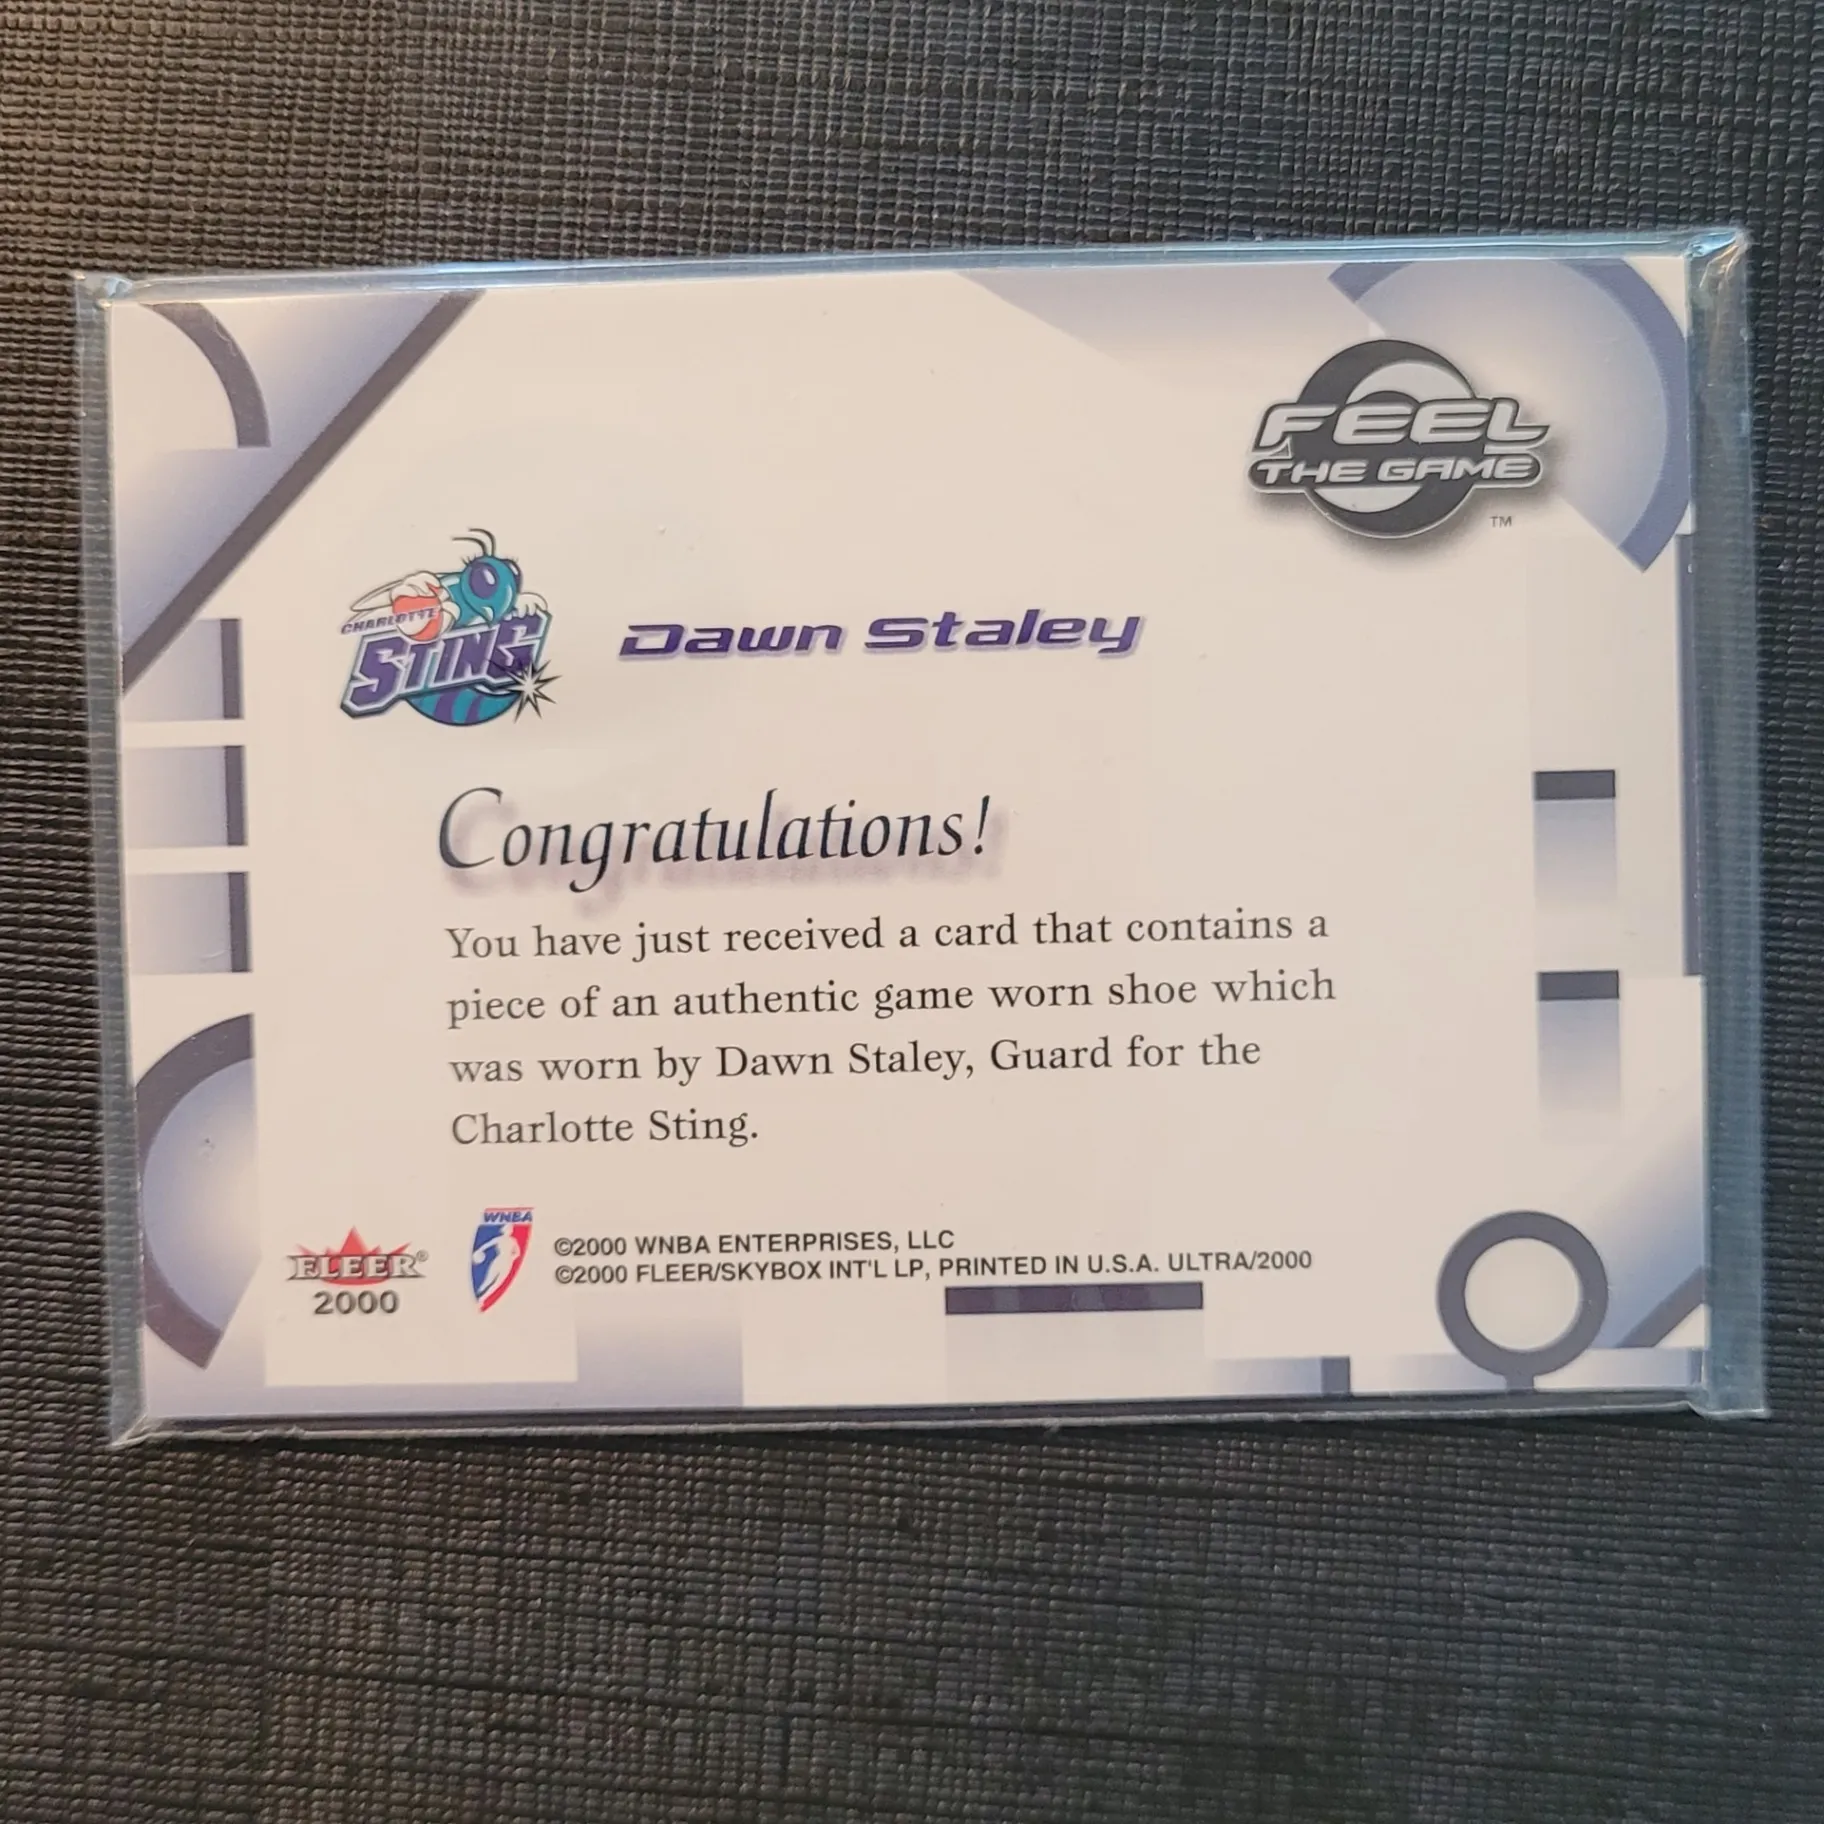 FEEL
THE GAME
TM
CHARLOTTE
STING
Dawn Staley
Congratulations!
You have just received a card that contains a
piece of an authentic game worn shoe which
was worn by Dawn Staley, Guard for the
Charlotte Sting.
WNBA
©2000 WNBA ENTERPRISES, LLC
FLEER®
©2000 FLEER/SKYBOX INT'L LP, PRINTED IN U.S.A. ULTRA/2000
2000